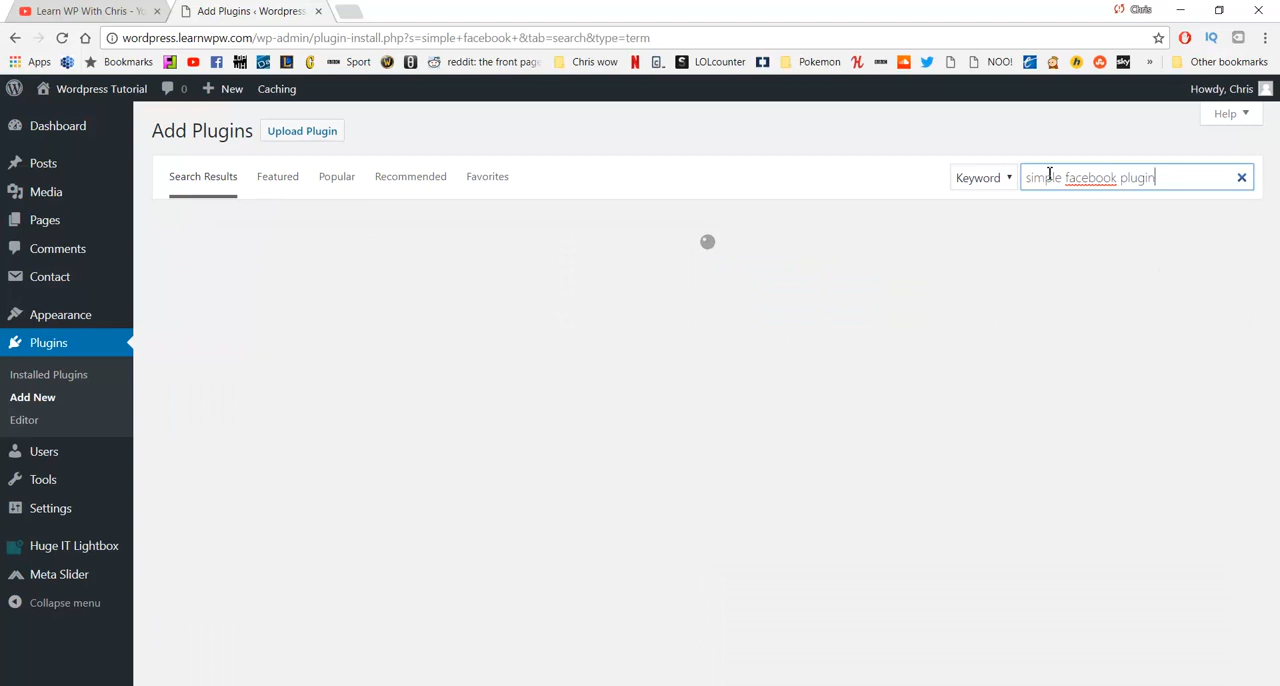 Learn WP With Chris - Yo
Add Plugins ‹ Wordpress
Chris
wordpress.learnwpw.com/wp-admin/plugin-install.php?s=simple+facebook+&tab=search&type=term
Apps
Bookmarks
Sport
reddit: the front page
Chris wow
LOLcounter
Pokemon
NOO!
sky
»
Other bookmarks
Wordpress Tutorial
0
New
Caching
Howdy, Chris
Dashboard
Posts
Media
Pages
Comments
Contact
Appearance
Plugins
Installed Plugins
Add New
Editor
Users
Tools
Settings
Huge IT Lightbox
Meta Slider
Collapse menu
Help
Add Plugins
Upload Plugin
Search Results
Featured
Popular
Recommended
Favorites
Keyword
simple facebook plugin